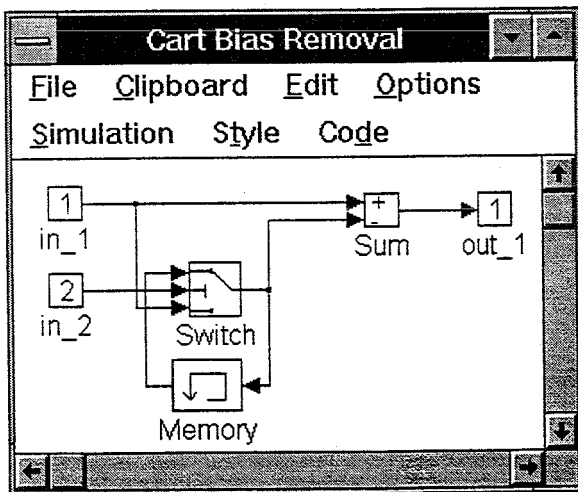 Cart Bias Removal
File Clipboard Edit Options
Simulation Style Code
1
in_1
+
-
Sum
1
out_1
2
in_2
Switch
Memory